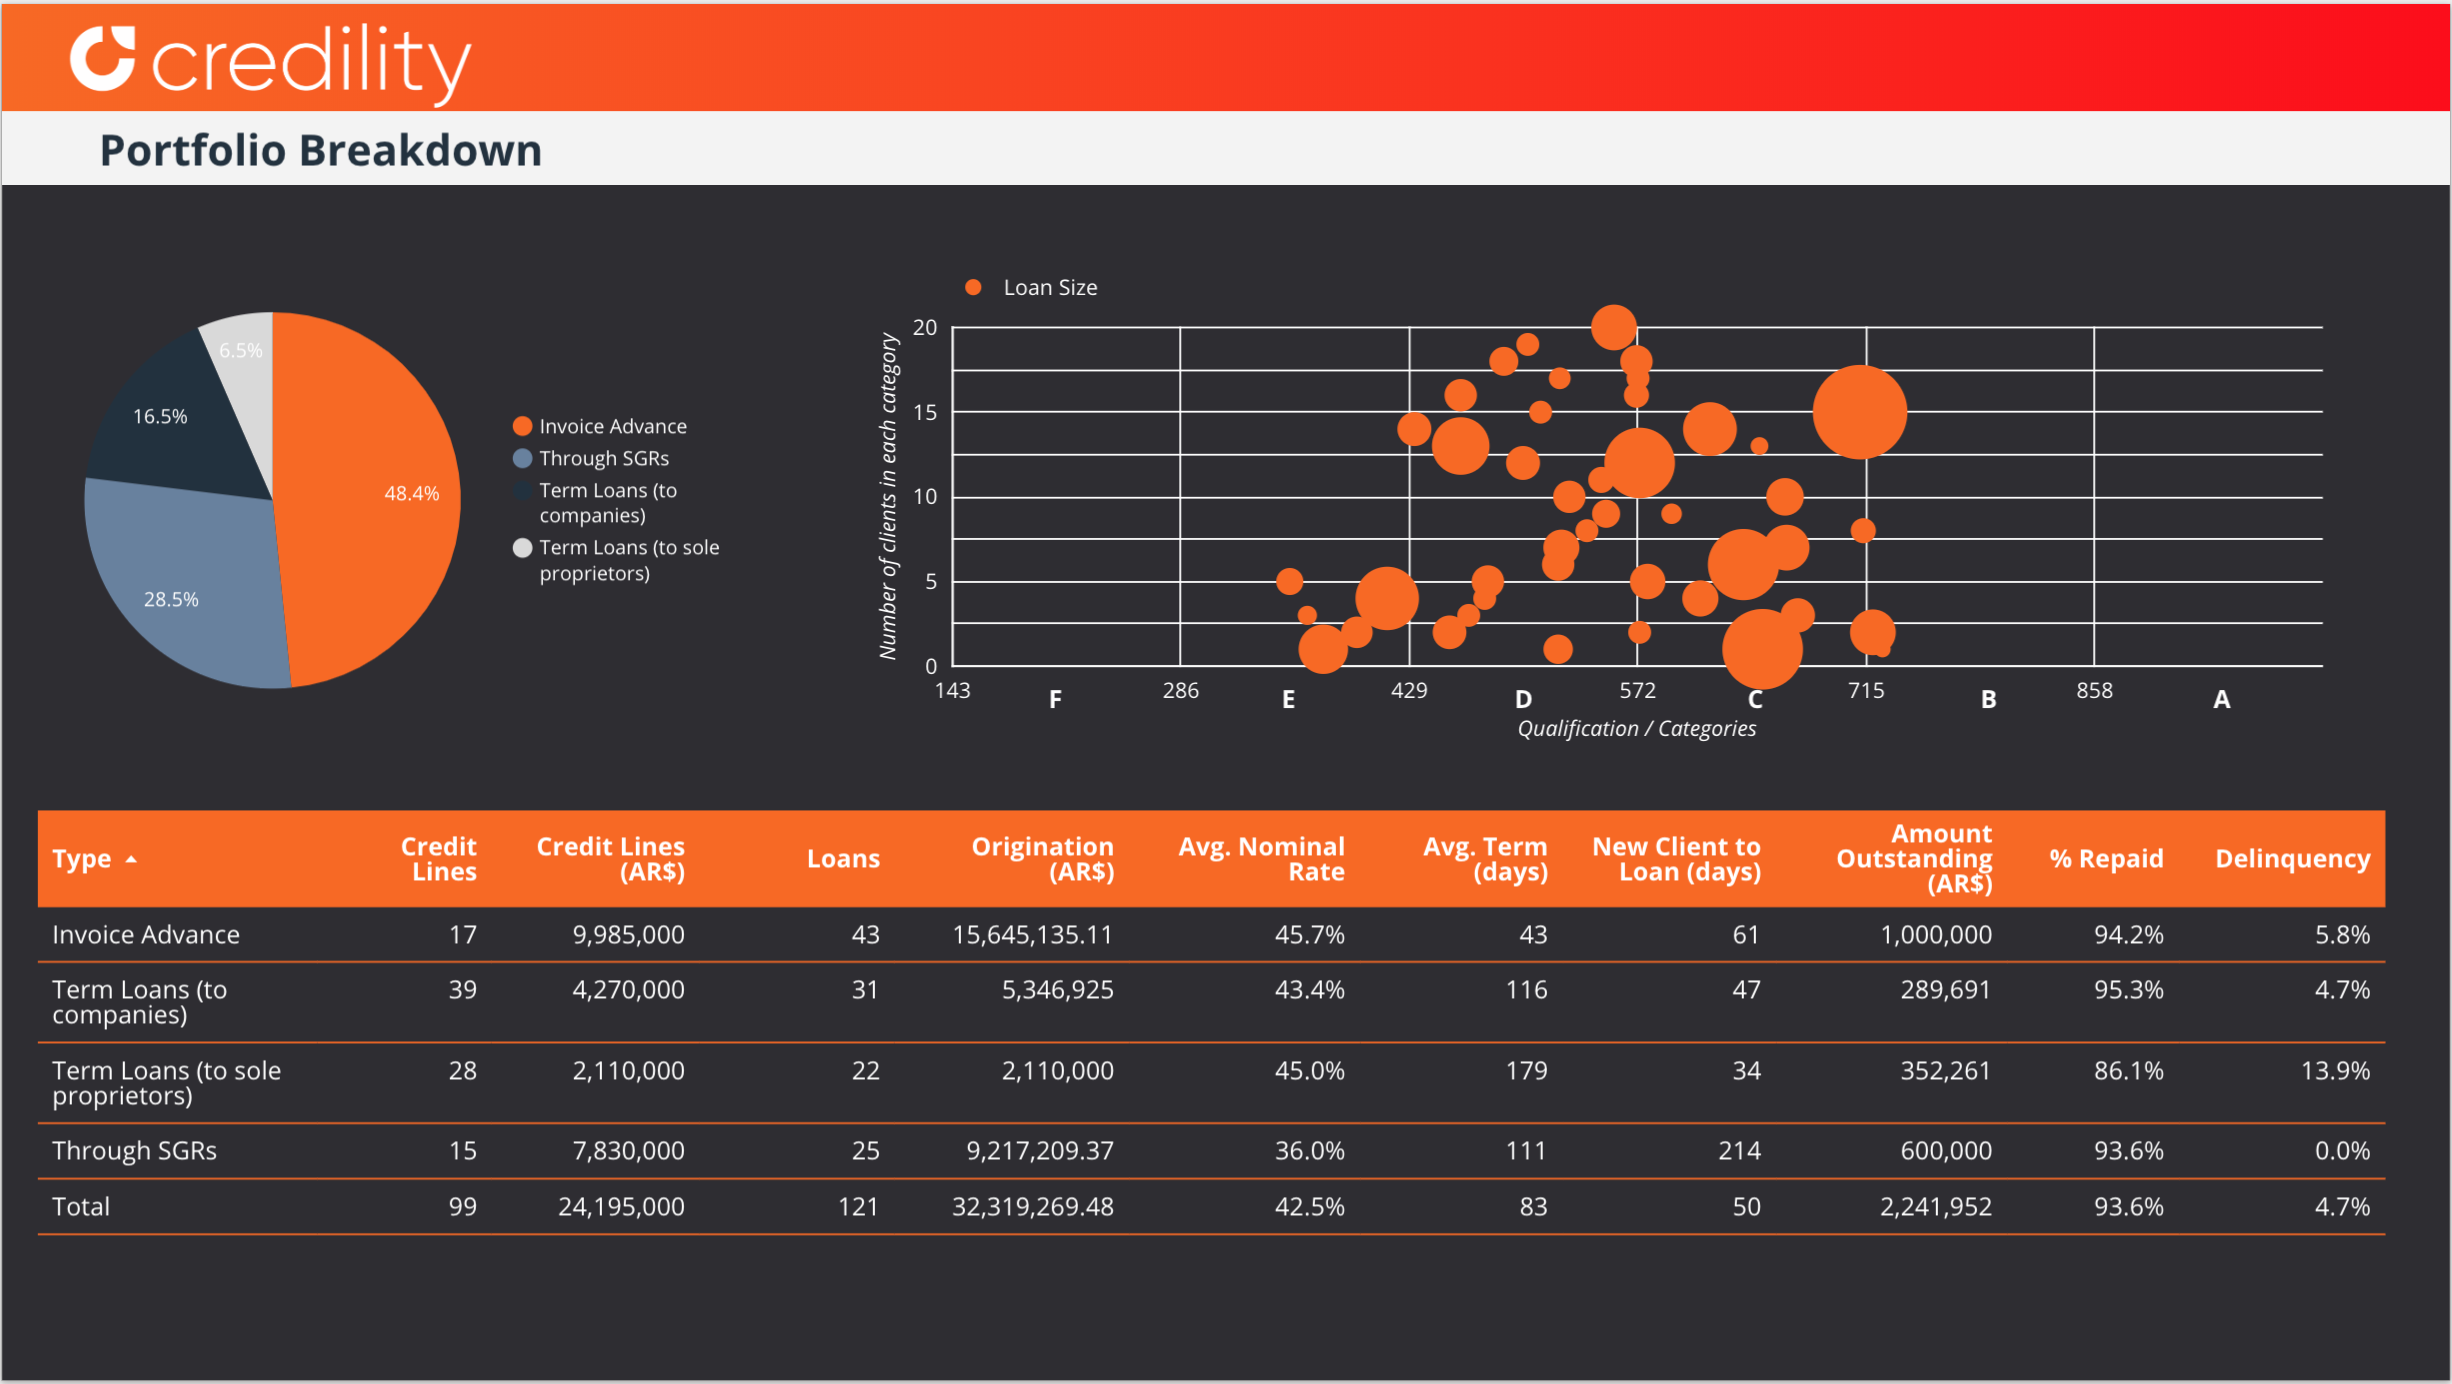 credility
Portfolio Breakdown
6.5%
16.5%
48.4%
28.5%
Invoice Advance
Through SGRs
Term Loans (to
companies)
Term Loans (to sole
proprietors)
Loan Size
Number of clients in each category
20
15
10
5
0
143 286 429 572 715 858
F E D C B A
Qualification / Categories
Type Credit Lines Credit Lines (AR$) Loans Origination (AR$) Avg. Nominal Rate Avg. Term (days) New Client to Loan (days) Amount Outstanding (AR$) % Repaid Delinquency
Invoice Advance 17 9,985,000 43 15,645,135.11 45.7% 43 61 1,000,000 94.2% 5.8%
Term Loans (to 39 4,270,000 31 5,346,925 43.4% 116 47 289,691 95.3% 4.7%
companies)
Term Loans (to sole 28 2,110,000 22 2,110,000 45.0% 179 34 352,261 86.1% 13.9%
proprietors)
Through SGRs 15 7,830,000 25 9,217,209.37 36.0% 111 214 600,000 93.6% 0.0%
Total 99 24,195,000 121 32,319,269.48 42.5% 83 50 2,241,952 93.6% 4.7%